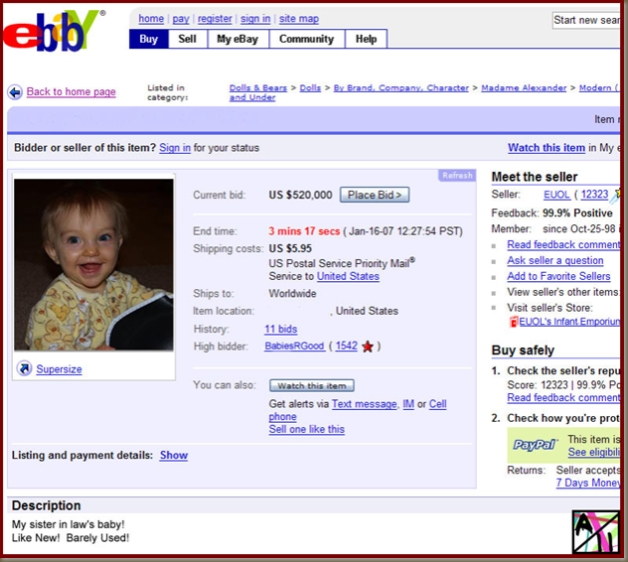 ebbaY®
home | pay | register | sign in | site map
Start new sear
Buy Sell My eBay Community Help
Back to home page
Listed in category:
Dolls & Bears > Dolls > By Brand, Company, Character > Madame Alexander > Modern (
and Under
Item n
Bidder or seller of this item? Sign in for your status
Watch this item in My e
Refresh
Current bid: US $520,000 Place Bid >
End time: 3 mins 17 secs (Jan-16-07 12:27:54 PST)
Shipping costs: US $5.95
US Postal Service Priority Mail®
Service to United States
Ships to: Worldwide
Item location: , United States
History: 11 bids
High bidder: BabiesRGood ( 1542 )
Supersize
You can also: Watch this item
Get alerts via Text message, IM or Cell
phone
Sell one like this
Listing and payment details: Show
Meet the seller
Seller: EUOL ( 12323
Feedback: 99.9% Positive
Member: since Oct-25-98 i
Read feedback comment
Ask seller a question
Add to Favorite Sellers
View seller's other items:
Visit seller's Store:
EUOL's Infant Emporium
Buy safely
1. Check the seller's repu
Score: 12323 | 99.9% Po
Read feedback comment
2. Check how you're prot
PayPal This item is
See eligibili
Returns: Seller accepts
7 Days Money
Description
My sister in law's baby!
Like New! Barely Used!